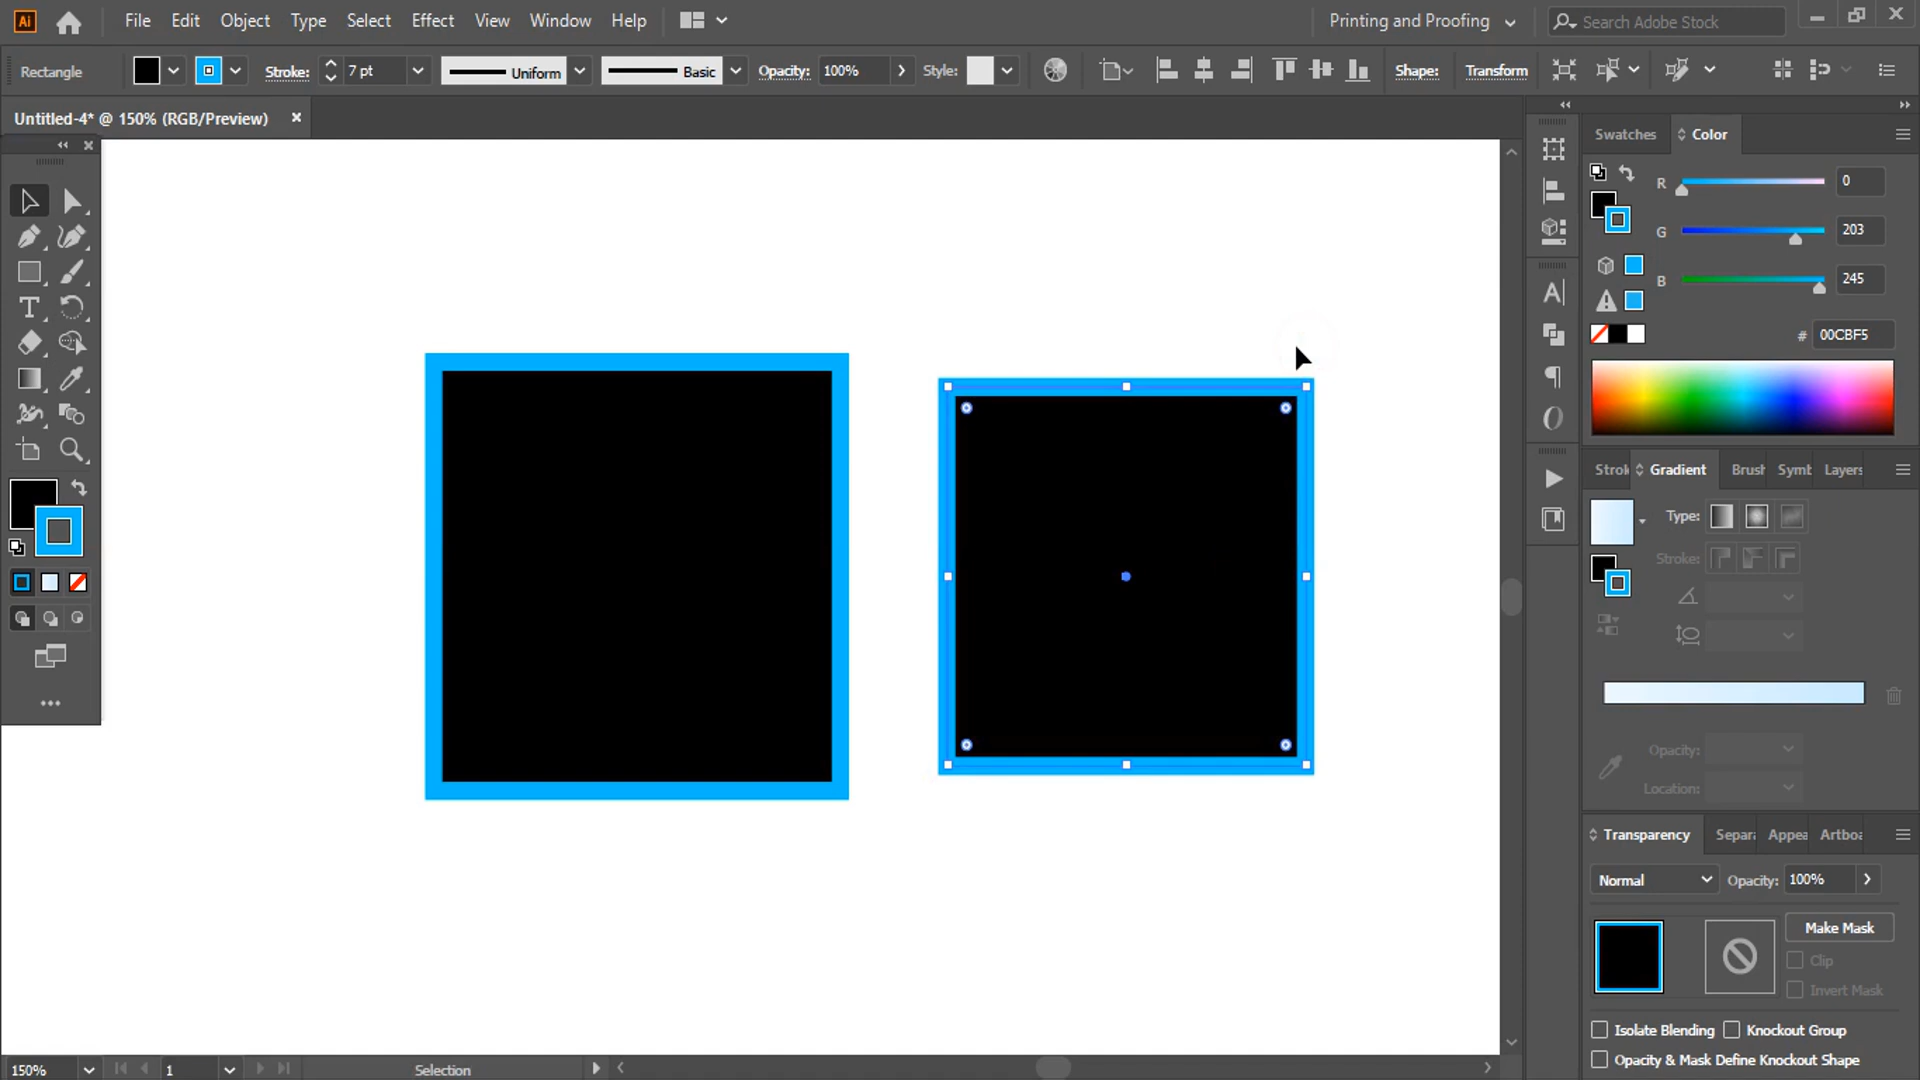 Ai File Edit Object Type Select Effect View Window Help Printing and Proofing Search Adobe Stock
Rectangle Stroke: 7 pt Uniform Basic Opacity: 100% Style: Shape: Transform
Untitled-4* @ 150% (RGB/Preview)
Swatches Color
R 0
G 203
B 245
# 00CBF5
Strok Gradient Brush Symb Layers
Type:
Stroke:
Opacity:
Location:
Transparency Separa Appea Artboa
Normal Opacity: 100%
Make Mask
Clip
Invert Mask
Isolate Blending Knockout Group
Opacity & Mask Define Knockout Shape
150% 1 Selection